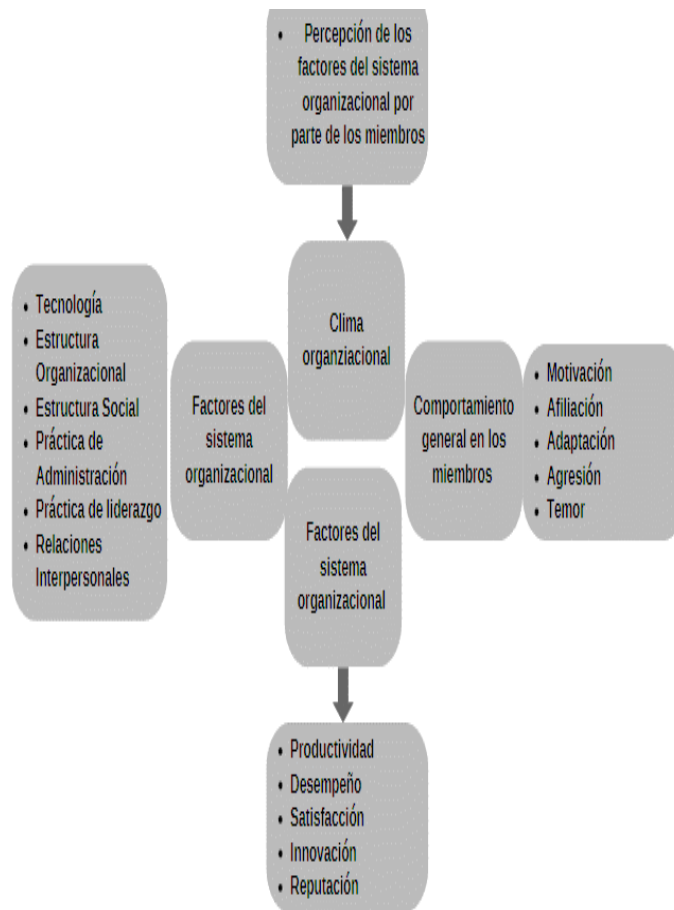 • Percepción de los
factores del sistema
organizacional por
parte de los miembros
Clima
organziacional
• Tecnología
• Estructura
Organizacional
• Estructura Social
• Práctica de
Administración
• Práctica de liderazgo
• Relaciones
Interpersonales
Factores del
sistema
organizacional
Comportamiento
general en los
miembros
• Motivación
• Afiliación
• Adaptación
• Agresión
• Temor
Factores del
sistema
organizacional
• Productividad
• Desempeño
• Satisfacción
• Innovación
• Reputación